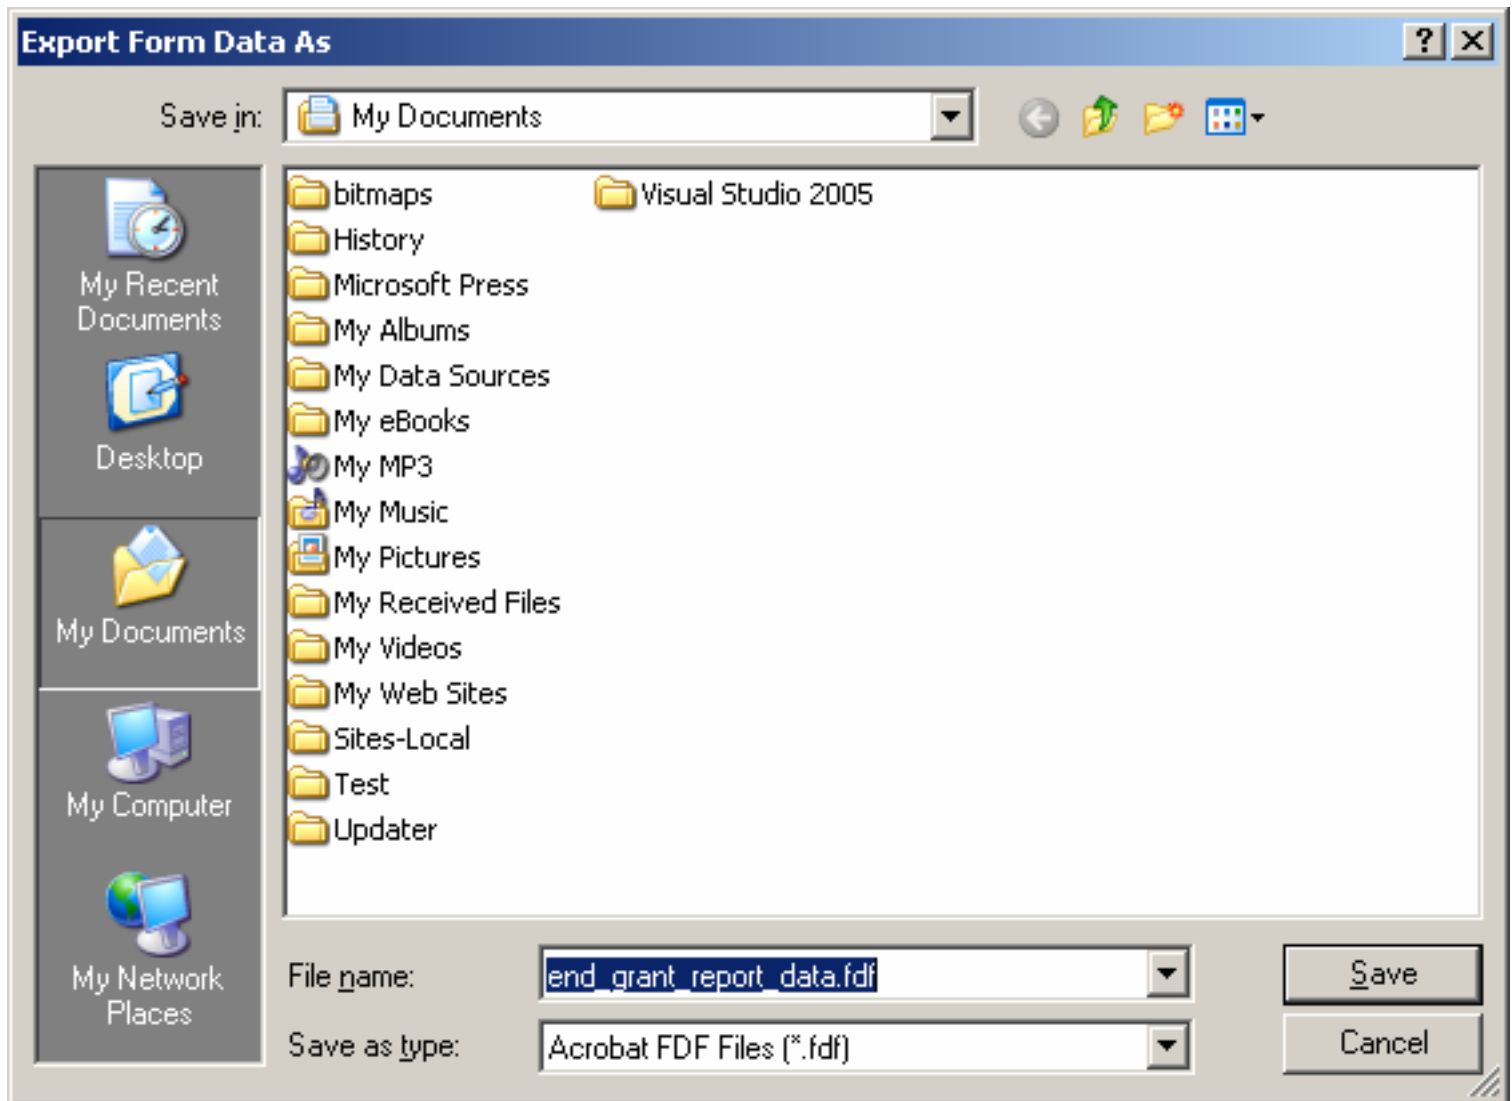 Export Form Data As
Save in:
My Documents
My Recent
Documents
Desktop
My Documents
My Computer
My Network
Places
bitmaps
History
Microsoft Press
My Albums
My Data Sources
My eBooks
My MP3
My Music
My Pictures
My Received Files
My Videos
My Web Sites
Sites-Local
Test
Updater
Visual Studio 2005
File name:
end_grant_report_data.fdf
Save
Save as type:
Acrobat FDF Files (*.fdf)
Cancel